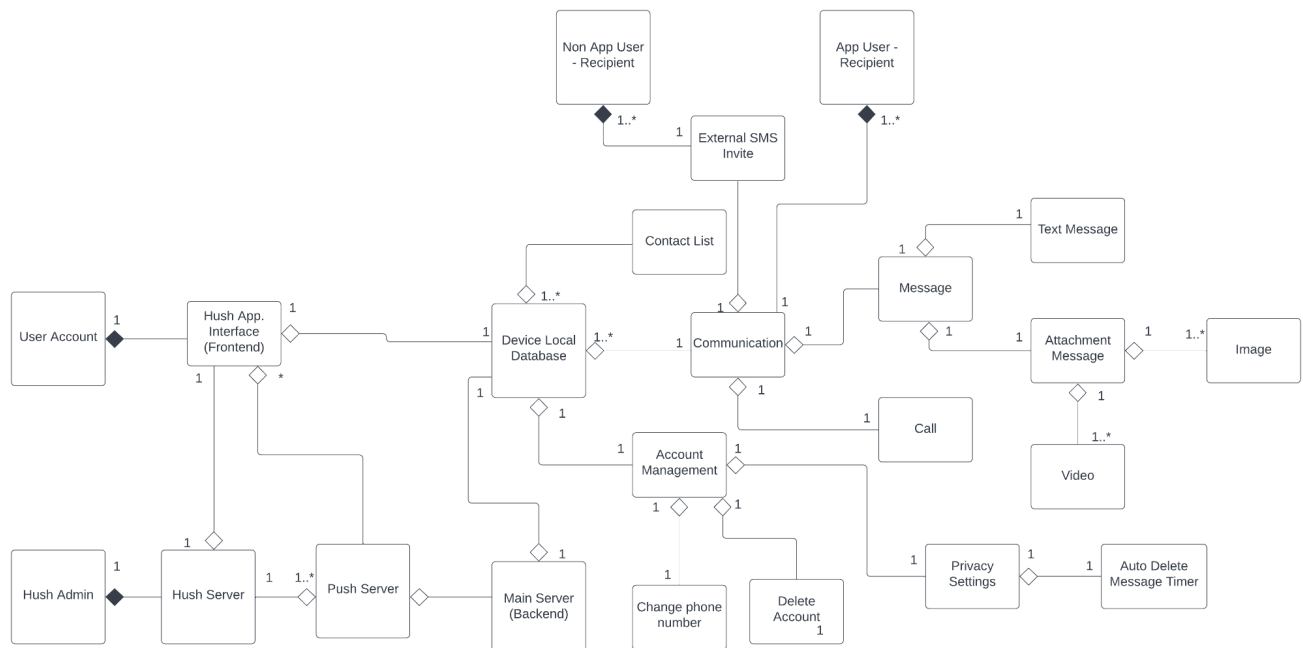 Non App User
- Recipient
App User -
Recipient
1..*
1..*
1
External SMS
Invite
1
Text Message
Contact List
1
Message
1..*
1
1
1
Hush App.
Interface
(Frontend)
1
User Account
1
Device Local
Database
1..*
1
Communication
1
1
1
Attachment
Message
1
1..*
Image
1
*
1
1
1
1..*
1
Call
Video
1
1
Account
Management
1
1
1
1
1
1
1..*
1
Hush Admin
Hush Server
Push Server
Main Server
(Backend)
1
Change phone
number
Delete
Account
1
1
Privacy
Settings
1
1
Auto Delete
Message Timer